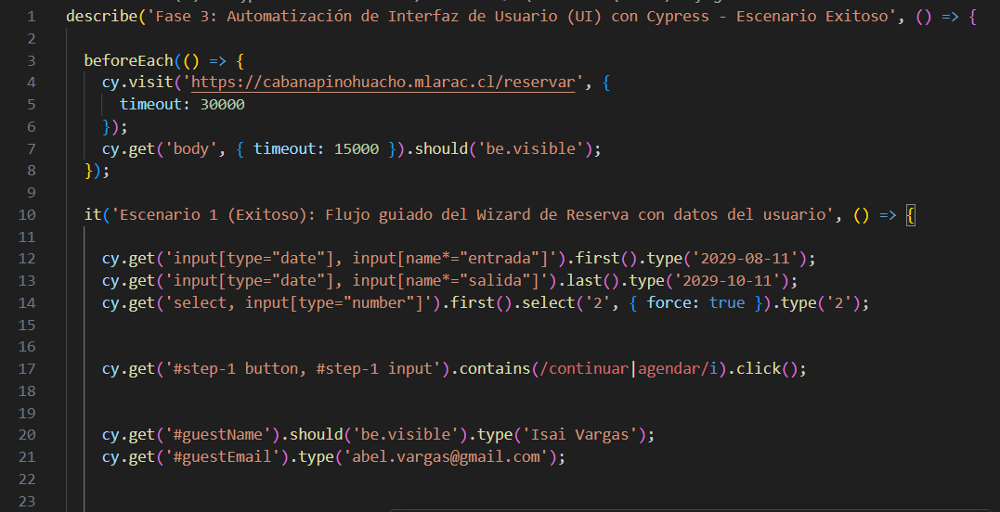 1 describe('Fase 3: Automatización de Interfaz de Usuario (UI) con Cypress - Escenario Exitoso', () => {
2
3 beforeEach(() => {
4 cy.visit('https://cabanapinohuacho.mlarac.cl/reservar', {
5 timeout: 30000
6 });
7 cy.get('body', { timeout: 15000 }).should('be.visible');
8 });
9
10 it('Escenario 1 (Exitoso): Flujo guiado del Wizard de Reserva con datos del usuario', () => {
11
12 cy.get('input[type="date"], input[name*="entrada"]').first().type('2029-08-11');
13 cy.get('input[type="date"], input[name*="salida"]').last().type('2029-10-11');
14 cy.get('select, input[type="number"]').first().select('2', { force: true }).type('2');
15
16
17 cy.get('#step-1 button, #step-1 input').contains(/continuar|agendar/i).click();
18
19
20 cy.get('#guestName').should('be.visible').type('Isai Vargas');
21 cy.get('#guestEmail').type('abel.vargas@gmail.com');
22
23